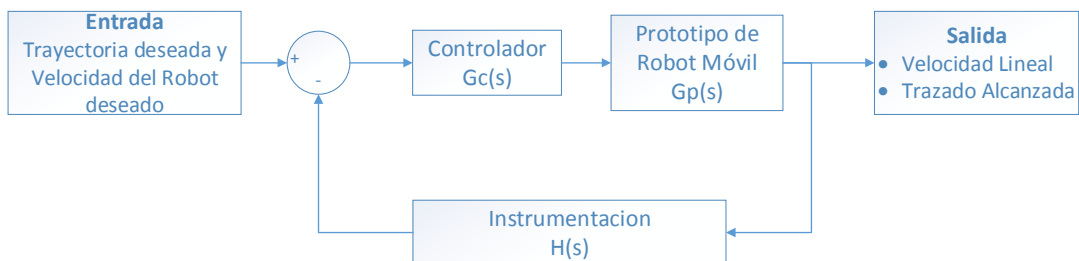 Entrada
Trayectoria deseada y
Velocidad del Robot
deseado
+
-
Controlador
Gc(s)
Prototipo de
Robot Móvil
Gp(s)
Salida
• Velocidad Lineal
• Trazado Alcanzada
Instrumentacion
H(s)